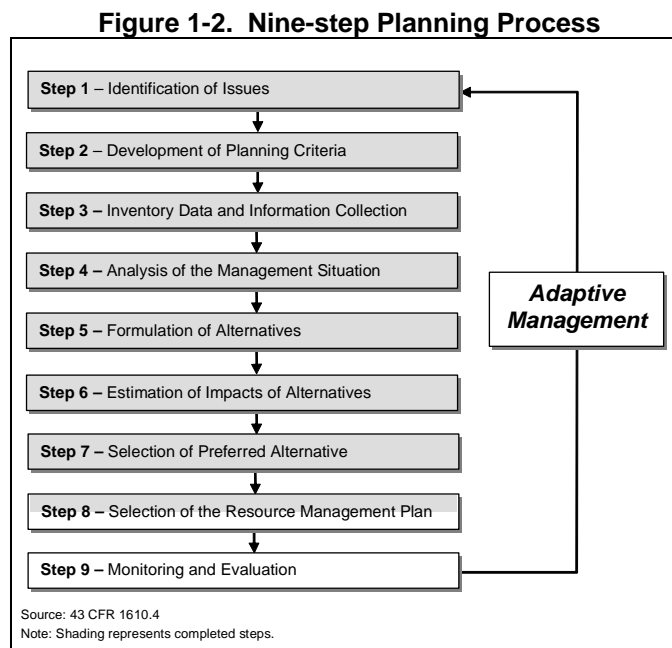 Figure 1-2. Nine-step Planning Process
Step 1 – Identification of Issues
Step 2 – Development of Planning Criteria
Step 3 – Inventory Data and Information Collection
Step 4 – Analysis of the Management Situation
Step 5 – Formulation of Alternatives
Step 6 – Estimation of Impacts of Alternatives
Step 7 – Selection of Preferred Alternative
Step 8 – Selection of the Resource Management Plan
Step 9 – Monitoring and Evaluation
Adaptive
Management
Source: 43 CFR 1610.4
Note: Shading represents completed steps.